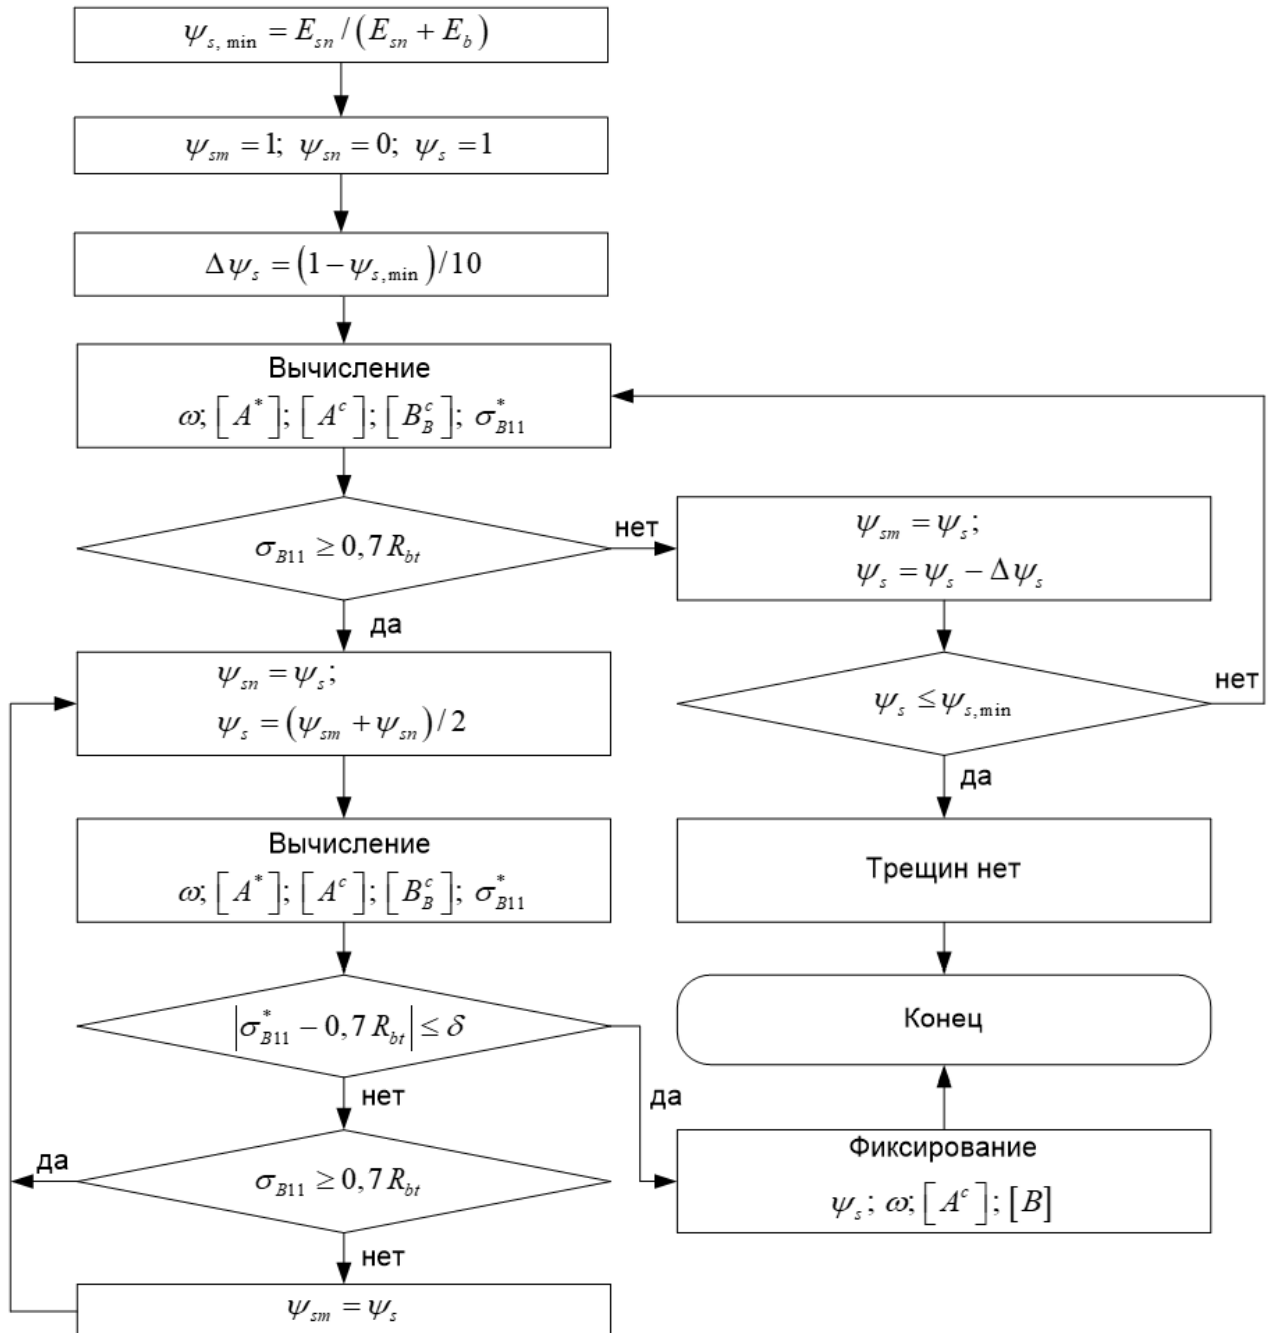 ψ_{s, min} = E_{sn} / (E_{sn} + E_b)
ψ_{sm} = 1; ψ_{sn} = 0; ψ_s = 1
Δψ_s = (1 − ψ_{s,min}) / 10
Вычисление
ω; [A^*]; [A^c]; [B_B^c]; σ_{B11}^*
σ_{B11} ≥ 0,7 R_{bt}
нет
ψ_{sm} = ψ_s;
ψ_s = ψ_s − Δψ_s
да
ψ_{sn} = ψ_s;
ψ_s = (ψ_{sm} + ψ_{sn}) / 2
ψ_s ≤ ψ_{s,min}
нет
да
Вычисление
ω; [A^*]; [A^c]; [B_B^c]; σ_{B11}^*
Трещин нет
|σ_{B11}^* − 0,7 R_{bt}| ≤ δ
Конец
нет
да
σ_{B11} ≥ 0,7 R_{bt}
да
Фиксирование
ψ_s; ω; [A^c]; [B]
нет
ψ_{sm} = ψ_s